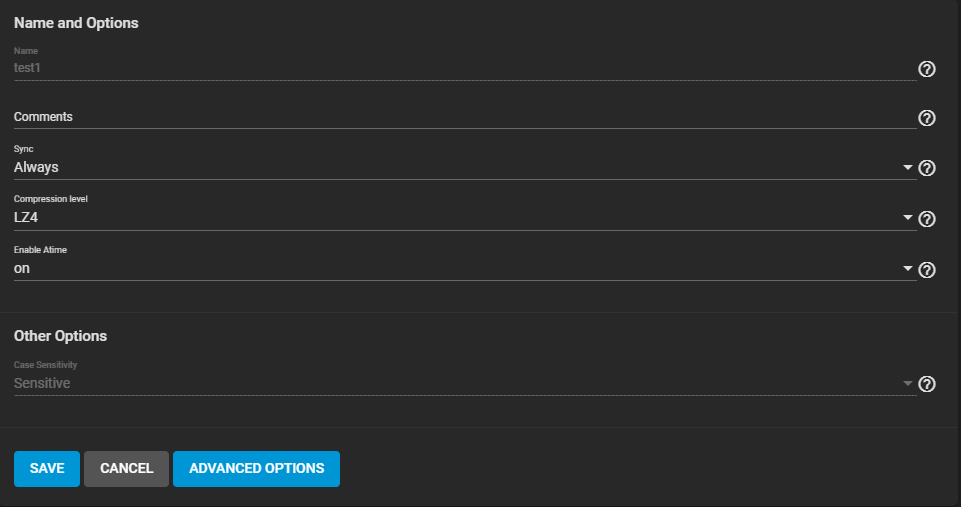 Name and Options
Name
test1
Comments
Sync
Always
Compression level
LZ4
Enable Atime
on
Other Options
Case Sensitivity
Sensitive
SAVE CANCEL ADVANCED OPTIONS